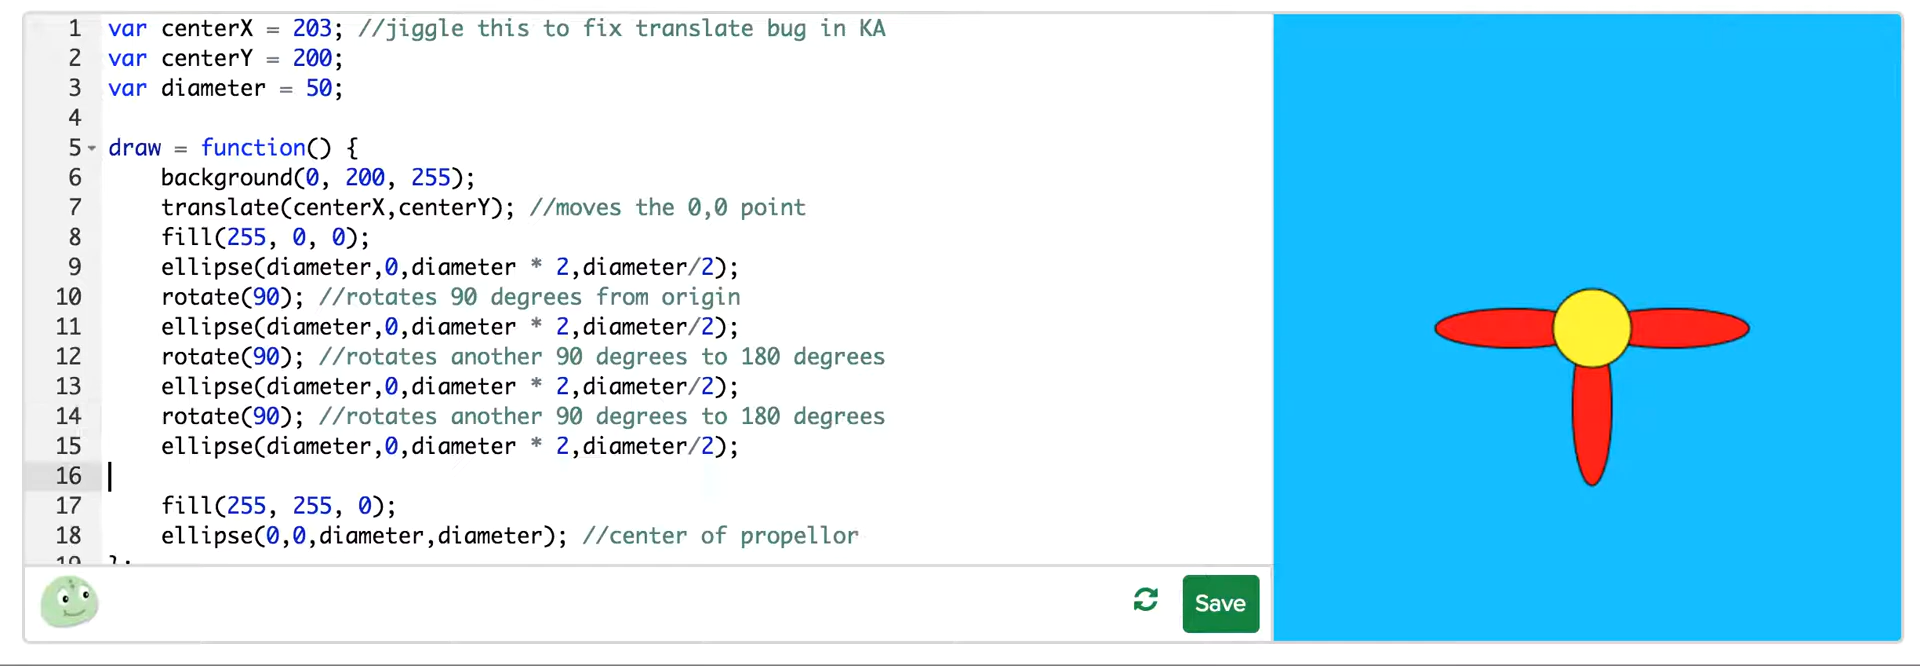 1 var centerX = 203; //jiggle this to fix translate bug in KA
2 var centerY = 200;
3 var diameter = 50;
4
5 draw = function() {
6 background(0, 200, 255);
7 translate(centerX,centerY); //moves the 0,0 point
8 fill(255, 0, 0);
9 ellipse(diameter,0,diameter * 2,diameter/2);
10 rotate(90); //rotates 90 degrees from origin
11 ellipse(diameter,0,diameter * 2,diameter/2);
12 rotate(90); //rotates another 90 degrees to 180 degrees
13 ellipse(diameter,0,diameter * 2,diameter/2);
14 rotate(90); //rotates another 90 degrees to 180 degrees
15 ellipse(diameter,0,diameter * 2,diameter/2);
16
17 fill(255, 255, 0);
18 ellipse(0,0,diameter,diameter); //center of propellor
19 };
Save